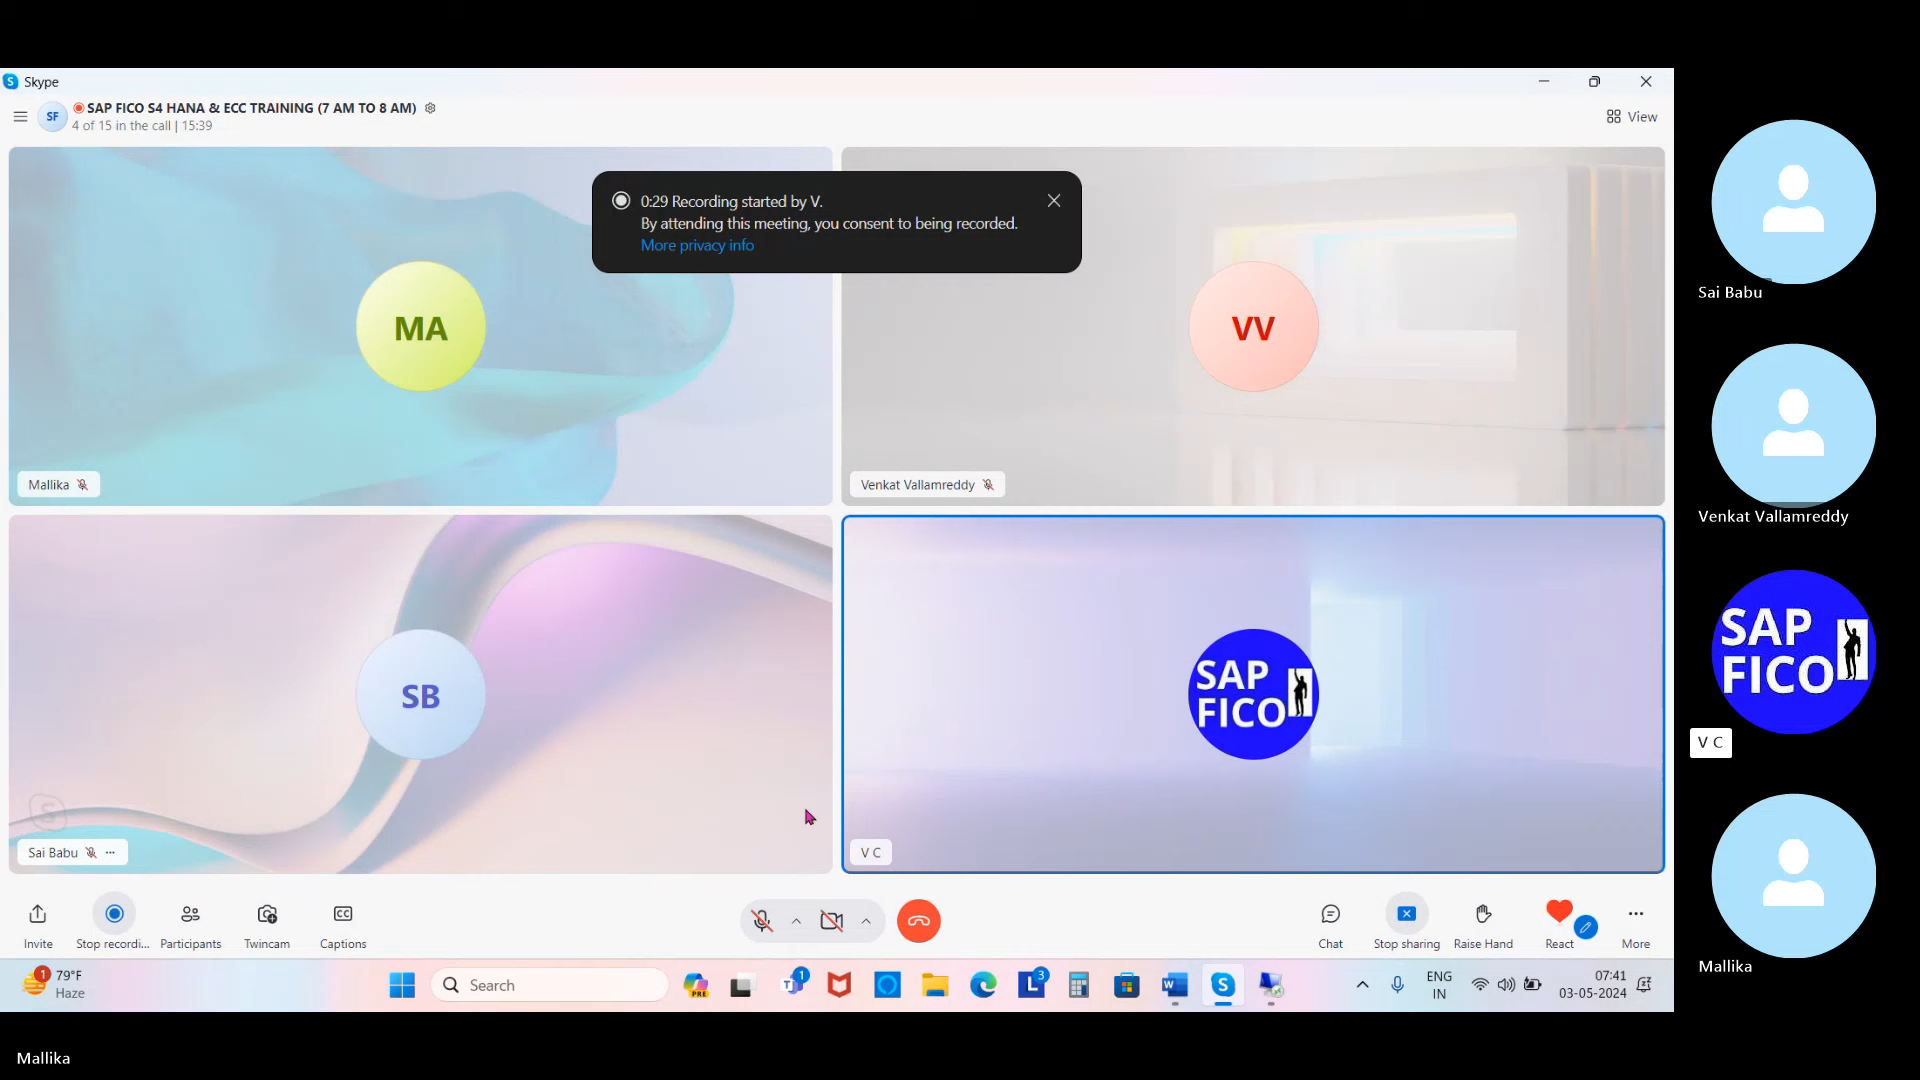 Skype
SF
SAP FICO S4 HANA & ECC TRAINING (7 AM TO 8 AM)
4 of 15 in the call | 15:39
View
0:29 Recording started by V.
By attending this meeting, you consent to being recorded.
More privacy info
MA
VV
Mallika
Venkat Vallamreddy
SB
SAP
FICO
Sai Babu
V C
Invite
Stop recordi...
Participants
Twincam
Captions
Chat
Stop sharing
Raise Hand
React
More
1
79°F
Haze
Search
PRE
1
3
ENG
IN
07:41
03-05-2024
Sai Babu
Venkat Vallamreddy
SAP
FICO
V C
Mallika
Mallika